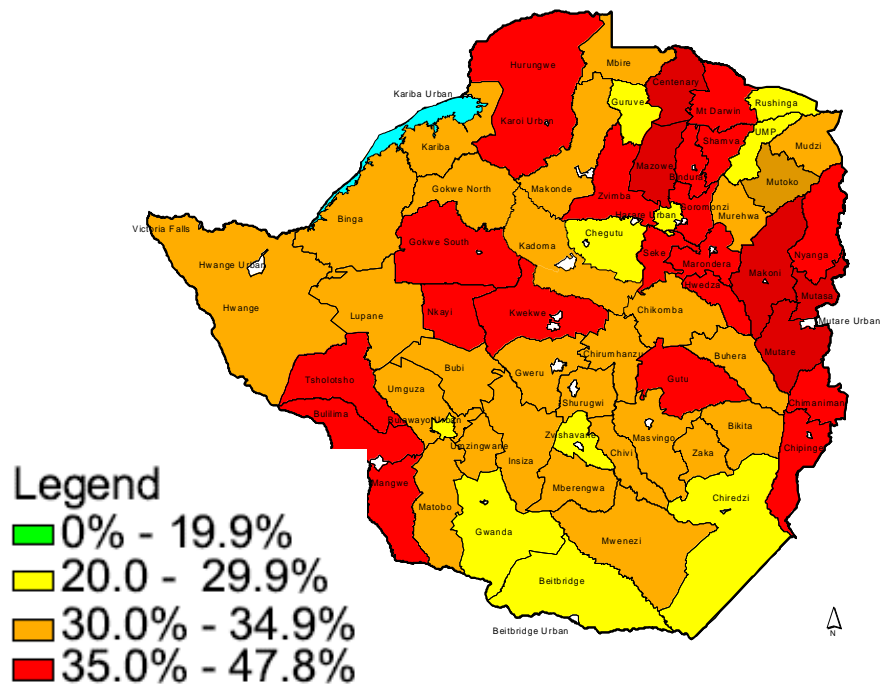 Hurungwe
Mbire
Centenary
Kariba Urban
Guruve
Mt Darwin
Rushinga
Karoi Urban
UMP
Kariba
Shamva
Mudzi
Mazowe
Bindura
Gokwe North
Makonde
Zvimba
Mutoko
Goromonzi
Murehwa
Harare Urban
Binga
Victoria Falls
Chegutu
Gokwe South
Kadoma
Seke
Nyanga
Hwange Urban
Marondera
Makoni
Hwedza
Mutasa
Hwange
Lupane
Nkayi
Kwekwe
Chikomba
Mutare Urban
Chirumhanzu
Buhera
Mutare
Bubi
Gweru
Tsholotsho
Umguza
Gutu
Shurugwi
Chimaniman
Bulilima
Bulawayo Urban
Zvishavane
Masvingo
Bikita
Umzingwane
Chivi
Zaka
Chipinge
Insiza
Mangwe
Mberengwa
Matobo
Chiredzi
Gwanda
Mwenezi
Beitbridge
Beitbridge Urban
N
Legend
0% - 19.9%
20.0 - 29.9%
30.0% - 34.9%
35.0% - 47.8%